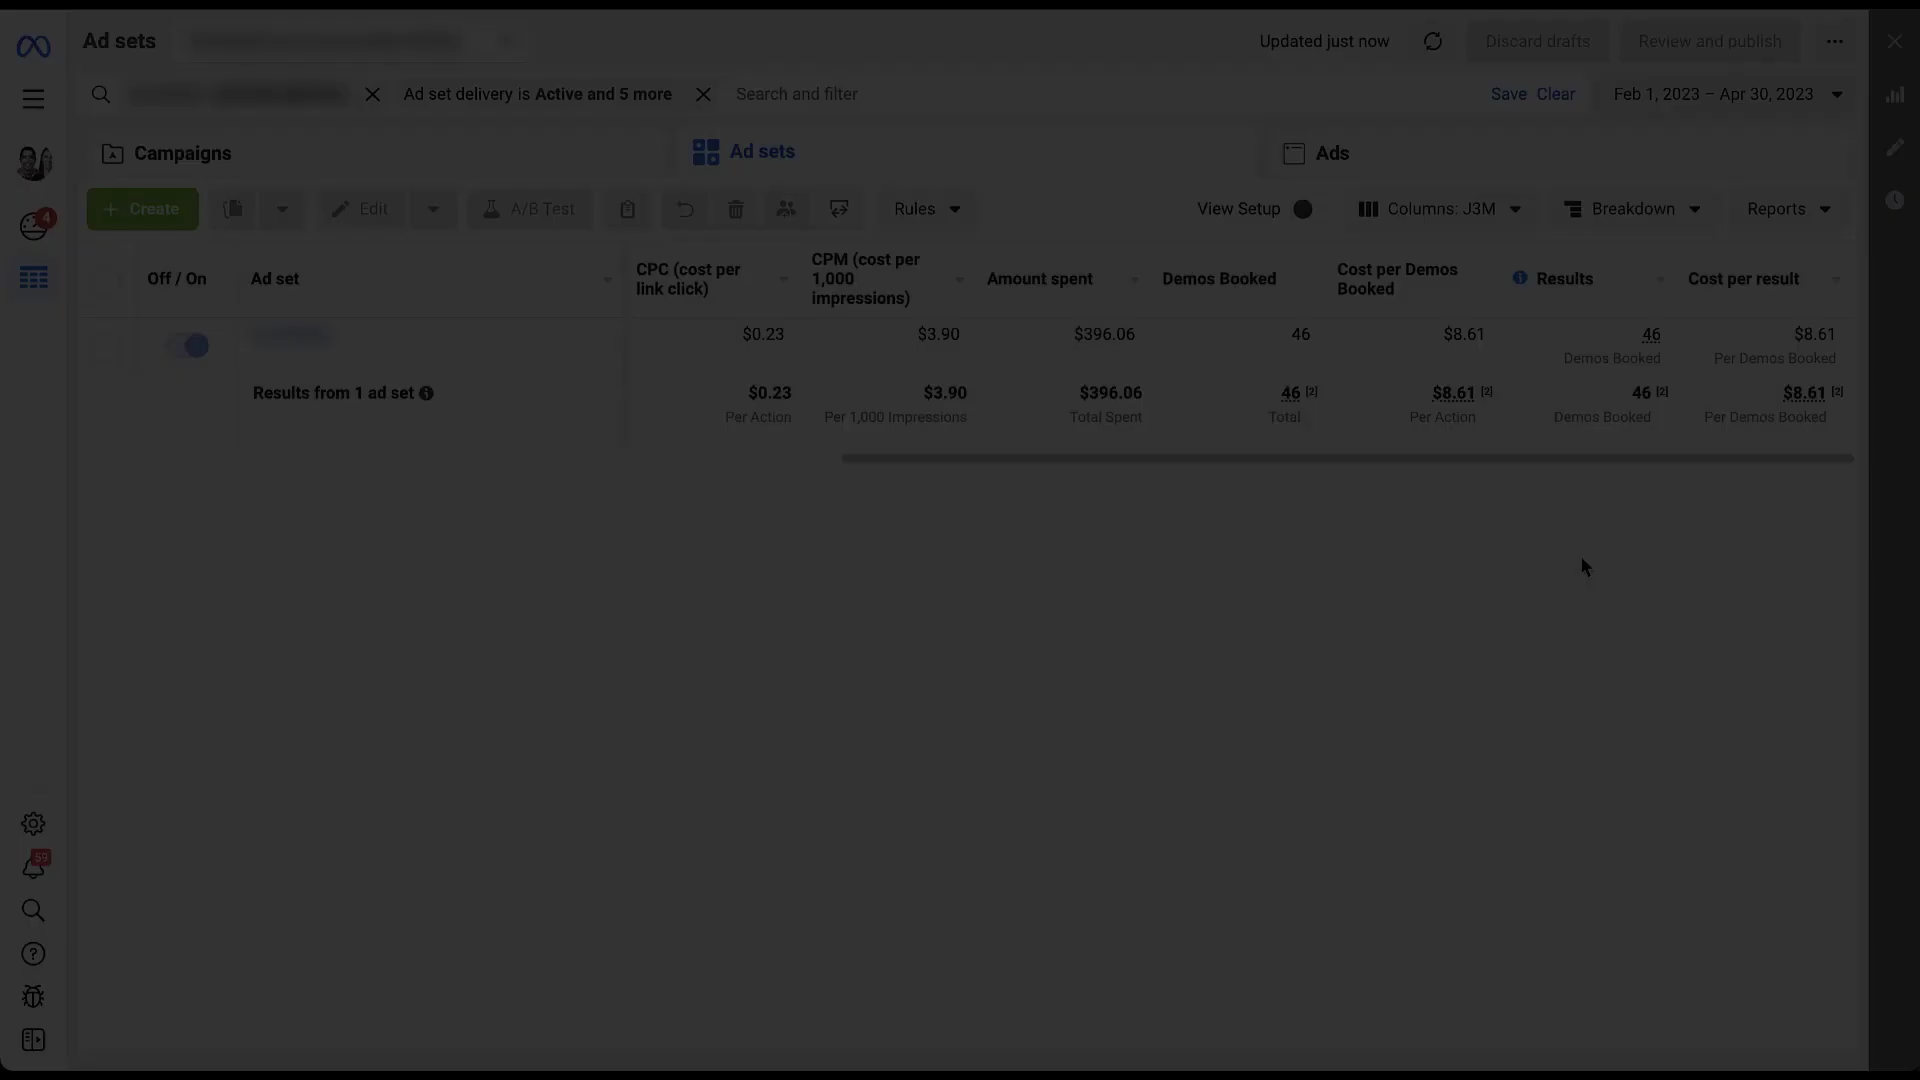 Ad sets
Updated just now
Discard drafts
Review and publish
Ad set delivery is Active and 5 more
Search and filter
Save
Clear
Feb 1, 2023 – Apr 30, 2023
Campaigns
Ad sets
Ads
4
+ Create
Edit
A/B Test
Rules
View Setup
Columns: J3M
Breakdown
Reports
Off / On
Ad set
CPC (cost per
link click)
CPM (cost per
1,000
impressions)
Amount spent
Demos Booked
Cost per Demos
Booked
Results
Cost per result
$0.23
$3.90
$396.06
46
$8.61
46
Demos Booked
$8.61
Per Demos Booked
Results from 1 ad set
$0.23
Per Action
$3.90
Per 1,000 Impressions
$396.06
Total Spent
46 [2]
Total
$8.61 [2]
Per Action
46 [2]
Demos Booked
$8.61 [2]
Per Demos Booked
59